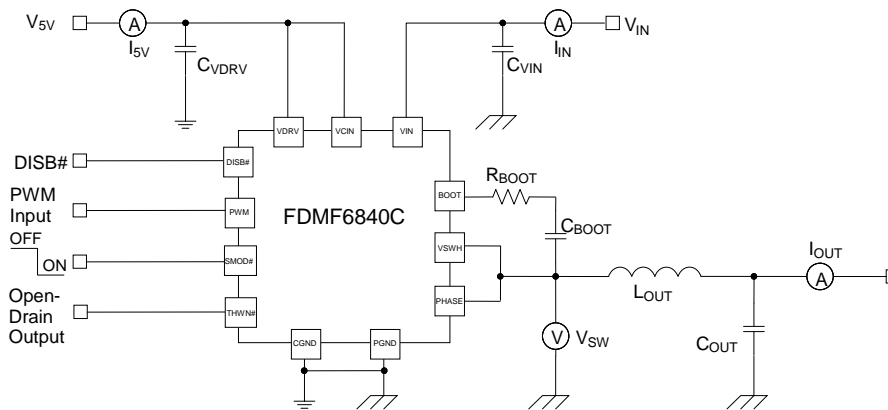 V5V
A
I5V
CVDRV
A
IIN
VIN
CVIN
VDRV
VCIN
VIN
DISB#
DISB#
PWM
Input
PWM
OFF
ON
SMOD#
Open-
Drain
Output
THWN#
FDMF6840C
BOOT
RBOOT
CBOOT
VSWH
PHASE
CGND
PGND
V
VSW
LOUT
IOUT
A
COUT